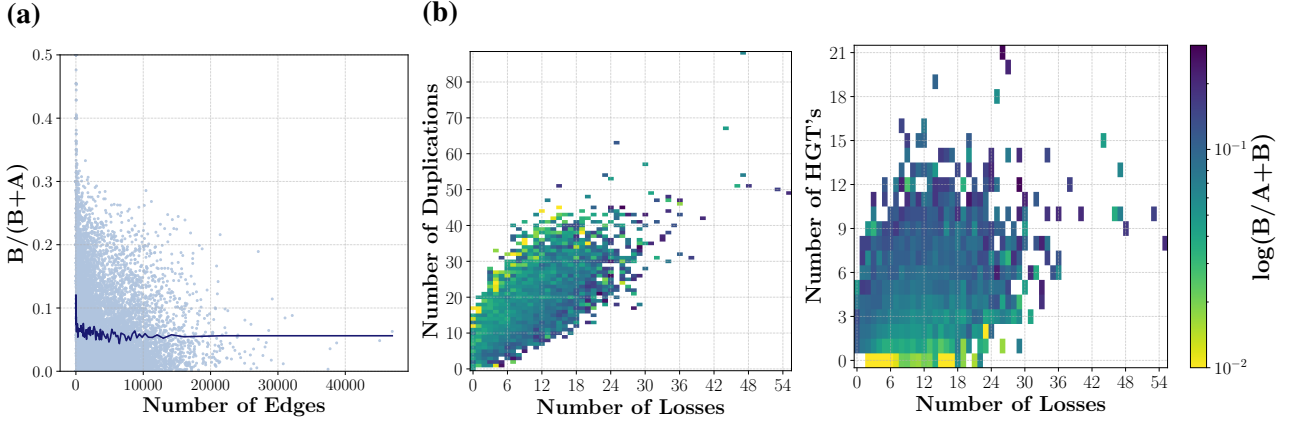 (a)
B/(B+A)
0.5
0.4
0.3
0.2
0.1
0.0
0 10000 20000 30000 40000
Number of Edges
(b)
Number of Duplications
80
70
60
50
40
30
20
10
0
0 6 12 18 24 30 36 42 48 54
Number of Losses
Number of HGT's
21
18
15
12
9
6
3
0
0 6 12 18 24 30 36 42 48 54
Number of Losses
10⁻¹
10⁻²
log(B/A+B)